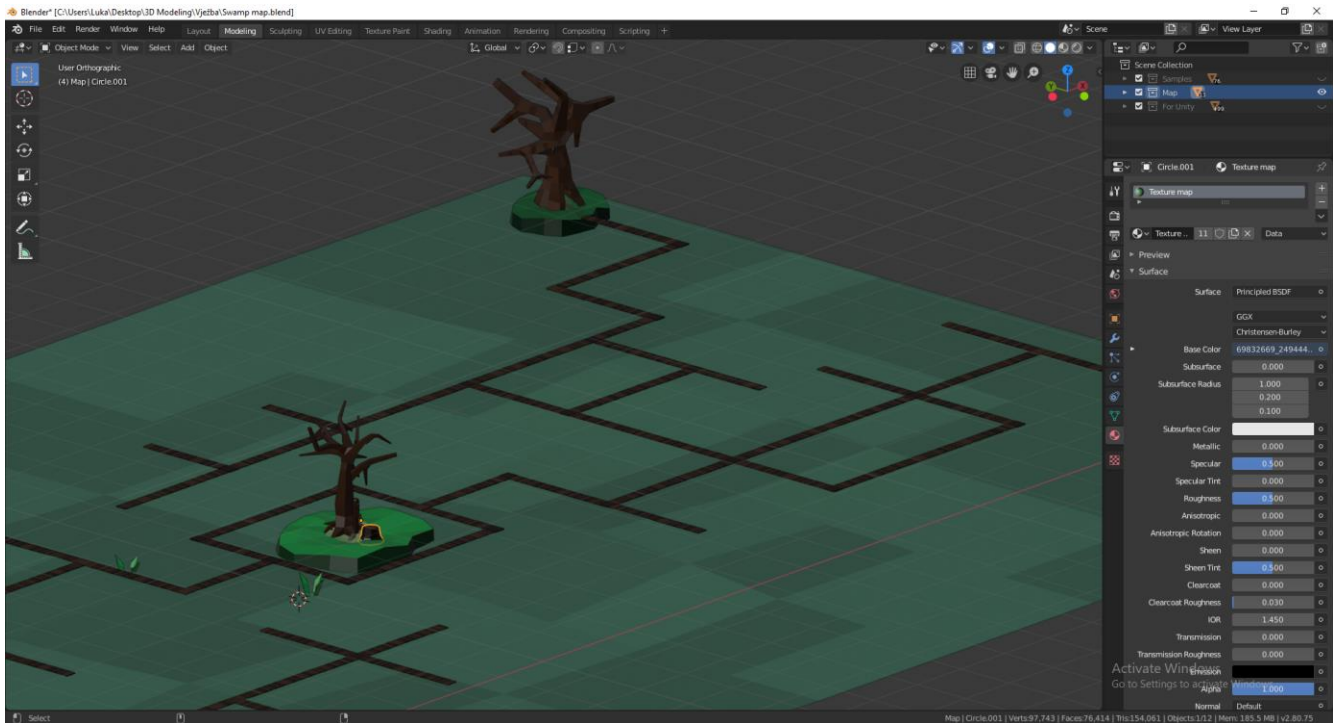 Blender* [C:\Users\Luka\Desktop\3D Modeling\Vježba\Swamp map.blend]
File Edit Render Window Help Layout Modeling Sculpting UV Editing Texture Paint Shading Animation Rendering Compositing Scripting + Scene View Layer
Object Mode View Select Add Object Global
User Orthographic
(4) Map | Circle.001
Scene Collection
Samples
Map
For Unity
Circle.001 Texture map
Texture map
Texture .. 11 Data
Preview
Surface
Surface Principled BSDF
GGX
Christensen-Burley
Base Color 69832669_249444..
Subsurface 0.000
Subsurface Radius 1.000
0.200
0.100
Subsurface Color
Metallic 0.000
Specular 0.500
Specular Tint 0.000
Roughness 0.500
Anisotropic 0.000
Anisotropic Rotation 0.000
Sheen 0.000
Sheen Tint 0.500
Clearcoat 0.000
Clearcoat Roughness 0.030
IOR 1.450
Transmission 0.000
Transmission Roughness 0.000
Activate Windows
Emission
Go to Settings to activate Windows.
Alpha 1.000
Normal Default
Select
Map | Circle.001 | Verts:97,743 | Faces:76,414 | Tris:154,061 | Objects:1/12 | Mem: 185.5 MB | v2.80.75